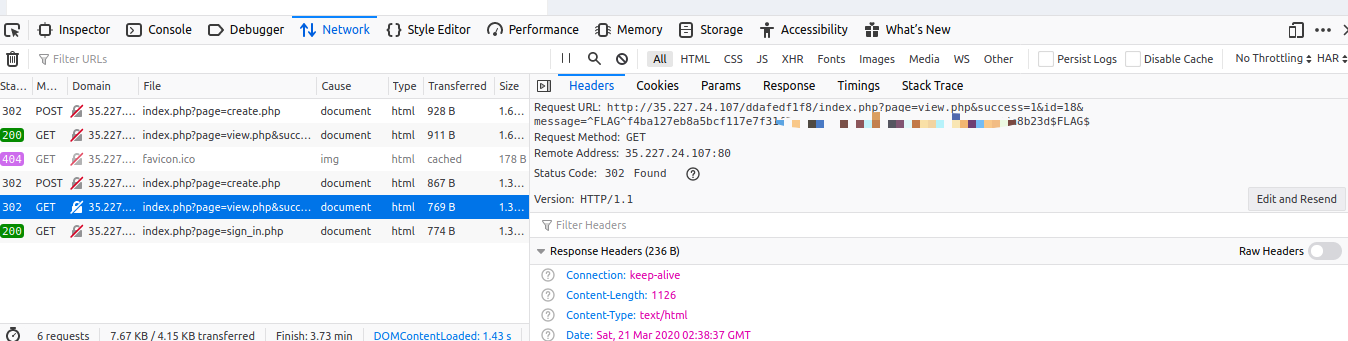 Inspector Console Debugger Network Style Editor Performance Memory Storage Accessibility What's New
Filter URLs All HTML CSS JS XHR Fonts Images Media WS Other Persist Logs Disable Cache No Throttling HAR
Sta... M... Domain File Cause Type Transferred Size
302 POST 35.227.... index.php?page=create.php document html 928 B 1.6...
200 GET 35.227.... index.php?page=view.php&succ... document html 911 B 1.6...
404 GET 35.227.... favicon.ico img html cached 178 B
302 POST 35.227.... index.php?page=create.php document html 867 B 1.3...
302 GET 35.227.... index.php?page=view.php&succ... document html 769 B 1.3...
200 GET 35.227.... index.php?page=sign_in.php document html 774 B 1.3...
6 requests 7.67 KB / 4.15 KB transferred Finish: 3.73 min DOMContentLoaded: 1.43 s
Headers Cookies Params Response Timings Stack Trace
Request URL: http://35.227.24.107/ddafedf1f8/index.php?page=view.php&success=1&id=18&
message=^FLAG^f4ba127eb8a5bcf117e7f31 8b23d$FLAG$
Request Method: GET
Remote Address: 35.227.24.107:80
Status Code: 302 Found
Version: HTTP/1.1 Edit and Resend
Filter Headers
Response Headers (236 B) Raw Headers
Connection: keep-alive
Content-Length: 1126
Content-Type: text/html
Date: Sat, 21 Mar 2020 02:38:37 GMT